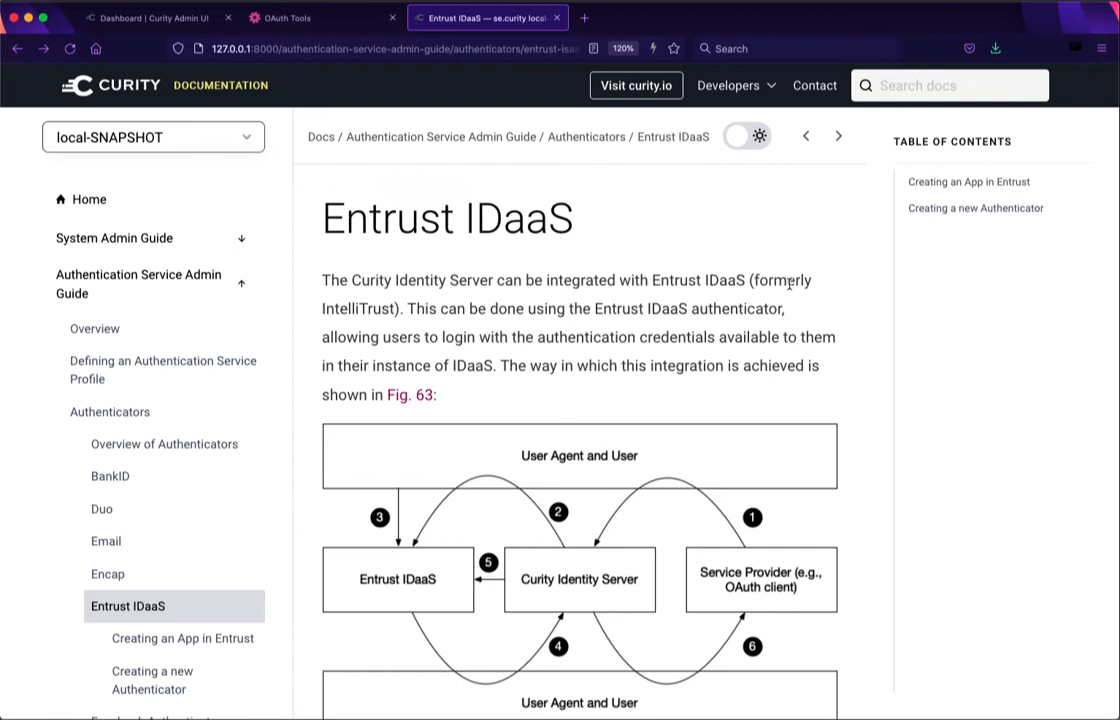 Dashboard | Curity Admin UI
OAuth Tools
Entrust IDaaS — se.curity local
127.0.0.1:8000/authentication-service-admin-guide/authenticators/entrust-
120%
Search
CURITY DOCUMENTATION
Visit curity.io
Developers
Contact
Search docs
local-SNAPSHOT
Home
System Admin Guide
Authentication Service Admin
Guide
Overview
Defining an Authentication Service
Profile
Authenticators
Overview of Authenticators
BankID
Duo
Email
Encap
Entrust IDaaS
Creating an App in Entrust
Creating a new
Authenticator
Docs / Authentication Service Admin Guide / Authenticators / Entrust IDaaS
Entrust IDaaS
The Curity Identity Server can be integrated with Entrust IDaaS (formerly
IntelliTrust). This can be done using the Entrust IDaaS authenticator,
allowing users to login with the authentication credentials available to them
in their instance of IDaaS. The way in which this integration is achieved is
shown in Fig. 63:
User Agent and User
3
2
1
5
Entrust IDaaS
Curity Identity Server
Service Provider (e.g.,
OAuth client)
4
6
User Agent and User
TABLE OF CONTENTS
Creating an App in Entrust
Creating a new Authenticator